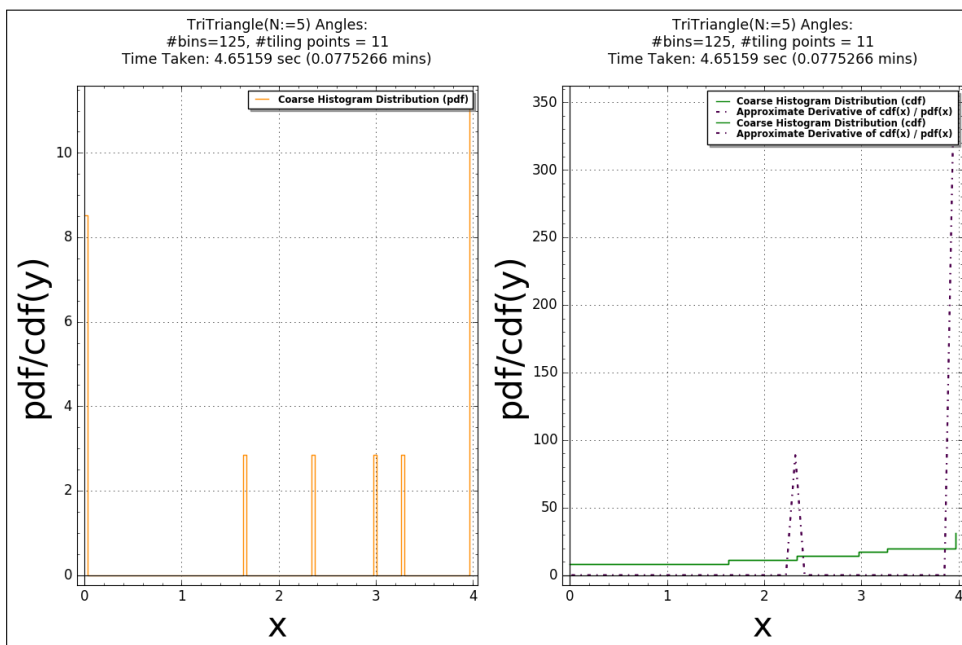 TriTriangle(N:=5) Angles:
#bins=125, #tiling points = 11
Time Taken: 4.65159 sec (0.0775266 mins)
Coarse Histogram Distribution (pdf)
pdf/cdf(y)
10
8
6
4
2
0
0 1 2 3 4
x
TriTriangle(N:=5) Angles:
#bins=125, #tiling points = 11
Time Taken: 4.65159 sec (0.0775266 mins)
Coarse Histogram Distribution (cdf)
Approximate Derivative of cdf(x) / pdf(x)
Coarse Histogram Distribution (cdf)
Approximate Derivative of cdf(x) / pdf(x)
pdf/cdf(y)
350
300
250
200
150
100
50
0
0 1 2 3 4
x